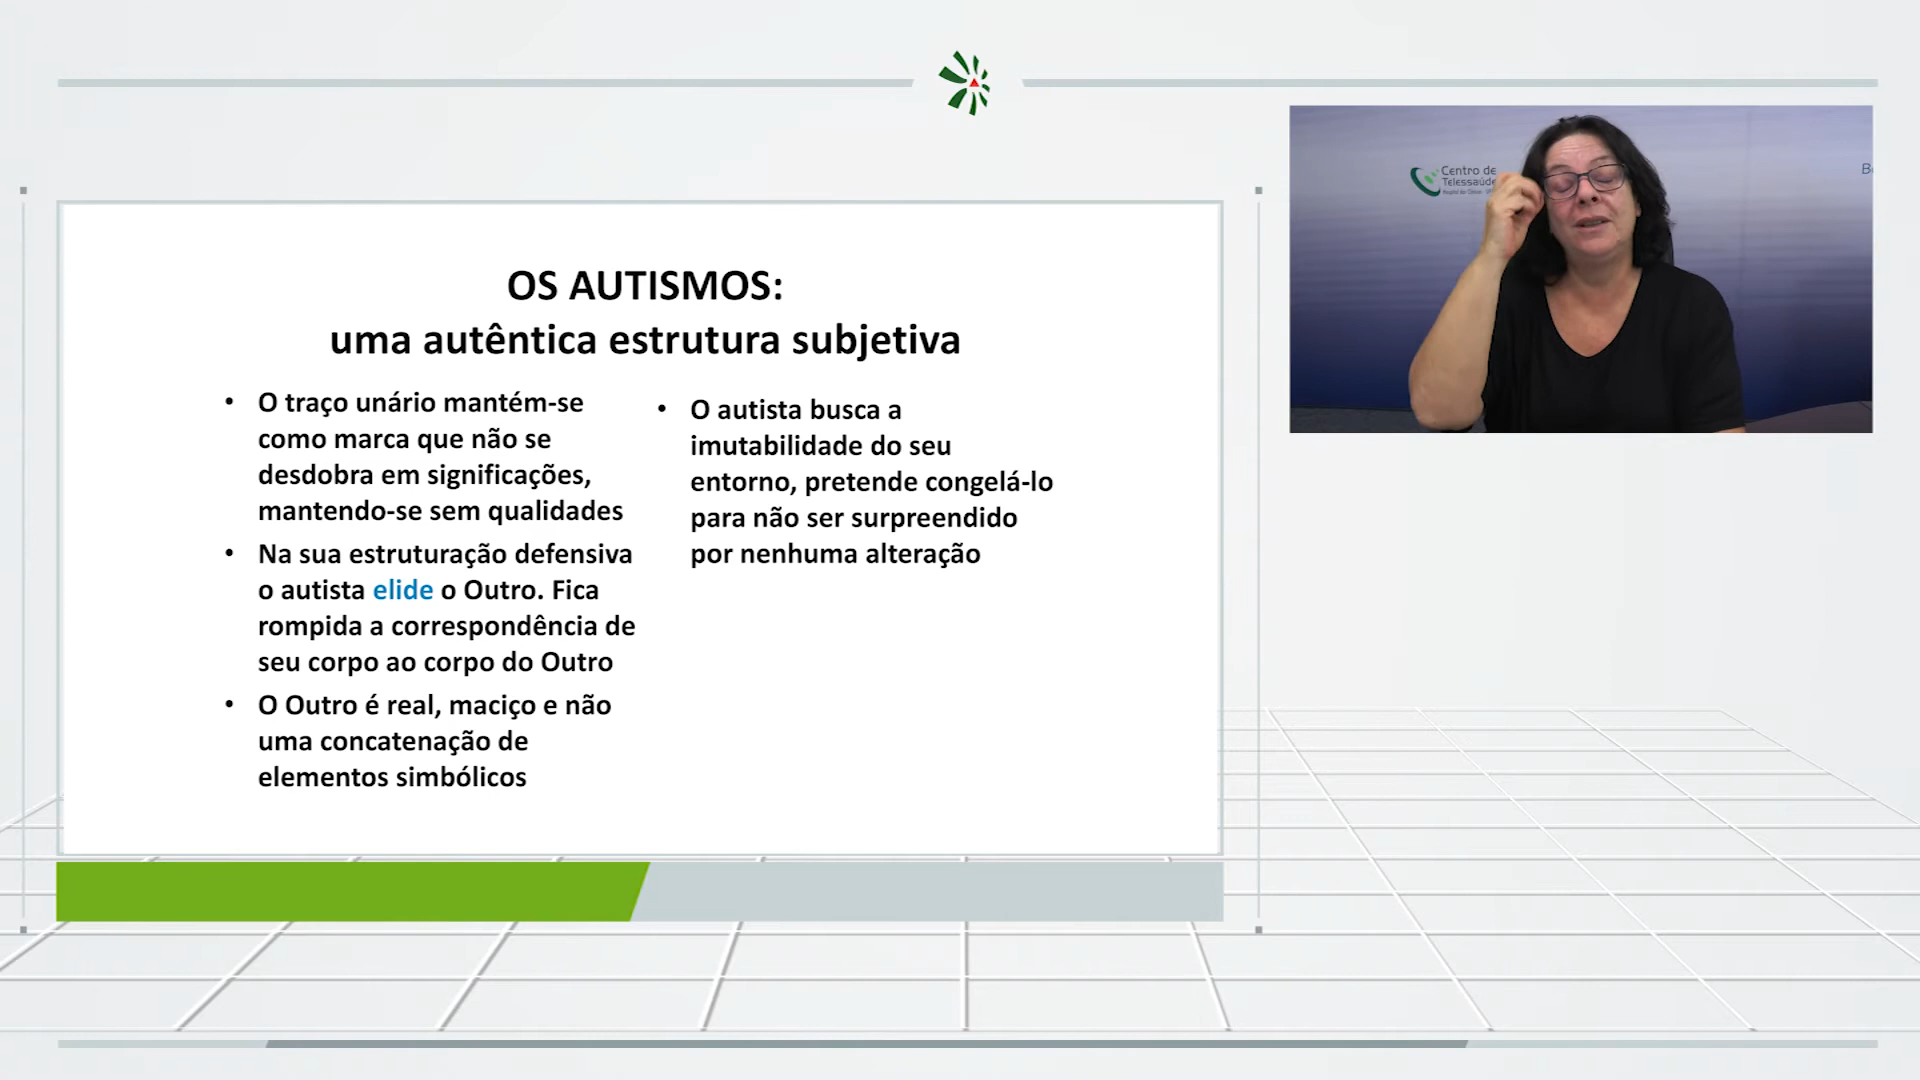 OS AUTISMOS:
uma autêntica estrutura subjetiva
• O traço unário mantém-se
como marca que não se
desdobra em significações,
mantendo-se sem qualidades
• Na sua estruturação defensiva
o autista elide o Outro. Fica
rompida a correspondência de
seu corpo ao corpo do Outro
• O Outro é real, maciço e não
uma concatenação de
elementos simbólicos
• O autista busca a
imutabilidade do seu
entorno, pretende congelá-lo
para não ser surpreendido
por nenhuma alteração
Centro de
Telessaúde